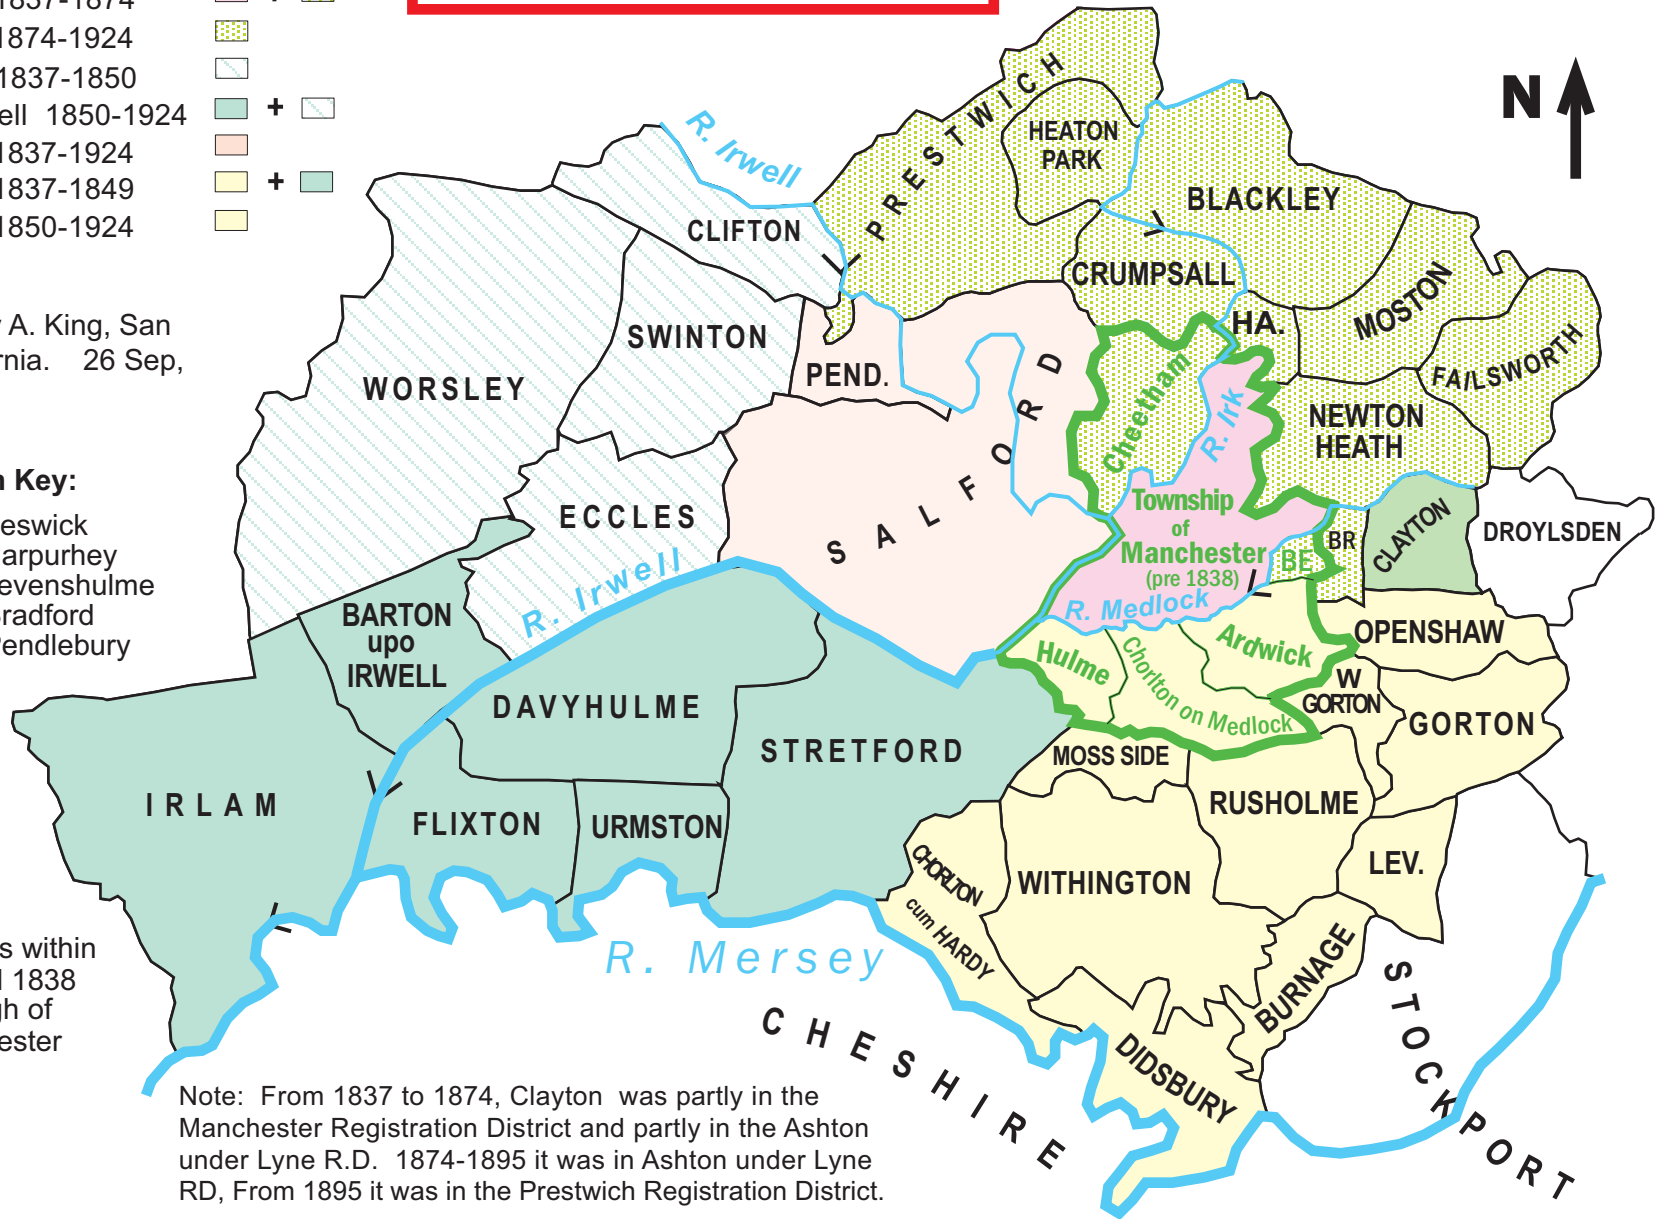 1837-1874 +
1874-1924
1837-1850
ell 1850-1924 +
1837-1924
1837-1849 +
1850-1924
A. King, San
rnia. 26 Sep,
n Key:
eswick
arpurhey
evenshulme
radford
Pendlebury
s within
1838
gh of
ester
N
PRESTWICH
HEATON
PARK
R. Irwell
BLACKLEY
CLIFTON
CRUMPSALL
MOSTON
HA.
SWINTON
FAILSWORTH
PEND.
WORSLEY
Cheetham
R. Irk
NEWTON
HEATH
SALFORD
ECCLES
Township
of
Manchester
(pre 1838)
BE
BR
CLAYTON
DROYLSDEN
R. Irwell
R. Medlock
BARTON
upo
IRWELL
Hulme
Chorlton on Medlock
Ardwick
OPENSHAW
W
GORTON
GORTON
DAVYHULME
STRETFORD
MOSS SIDE
IRLAM
FLIXTON
URMSTON
RUSHOLME
LEV.
CHORLTON
cum HARDY
WITHINGTON
BURNAGE
R. Mersey
CHESHIRE
DIDSBURY
STOCKPORT
Note: From 1837 to 1874, Clayton was partly in the
Manchester Registration District and partly in the Ashton
under Lyne R.D. 1874-1895 it was in Ashton under Lyne
RD, From 1895 it was in the Prestwich Registration District.